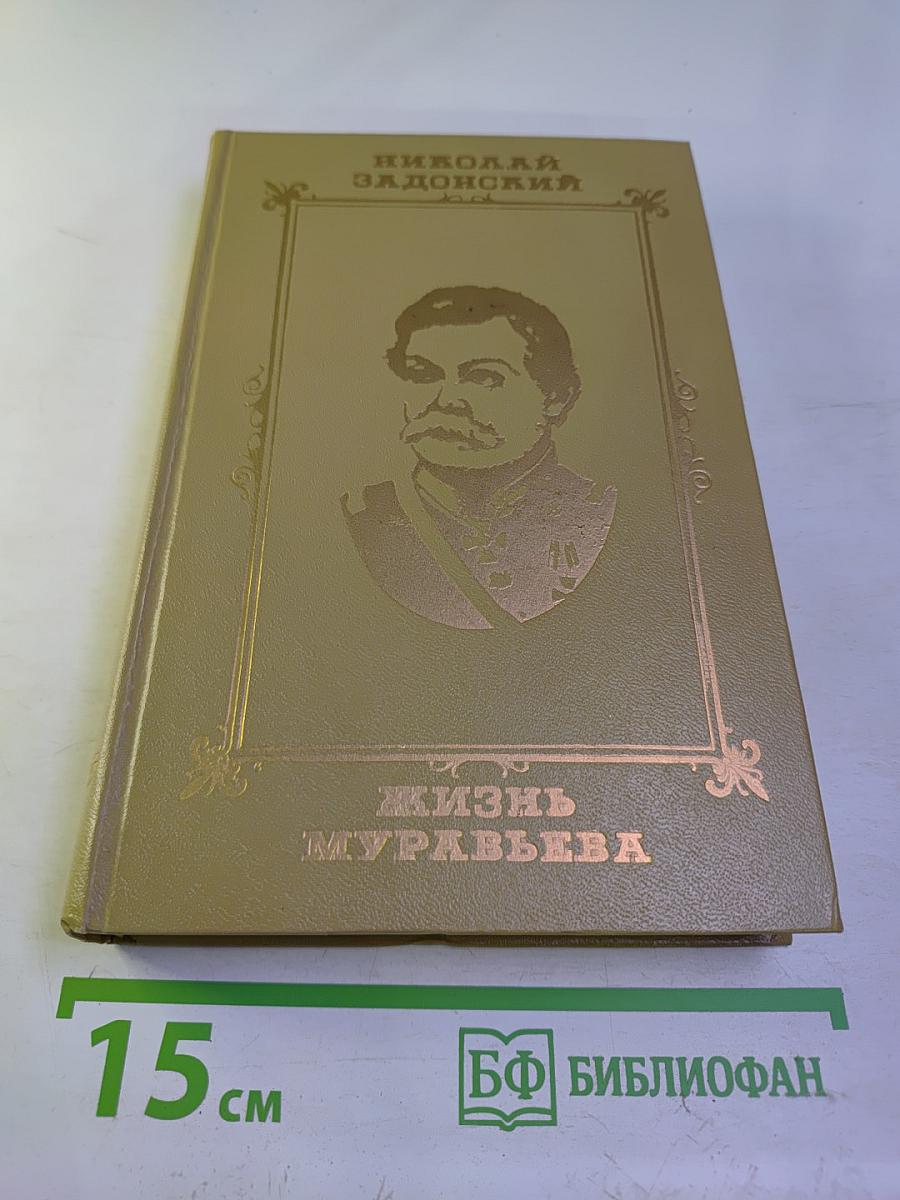 НИКОЛАЙ
ЗАДОНСКИЙ
ЖИЗНЬ
МУРАВЬЕВА
15 см
БФ БИБЛИОФАН